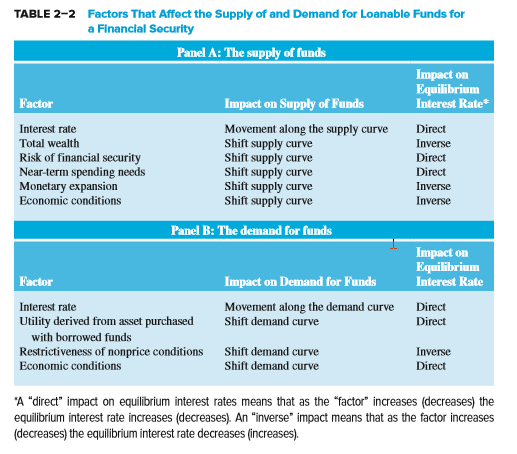 TABLE 2–2 Factors That Affect the Supply of and Demand for Loanable Funds for
a Financial Security
Panel A: The supply of funds
Factor Impact on Supply of Funds Impact on
Equilibrium
Interest Rate*
Interest rate Movement along the supply curve Direct
Total wealth Shift supply curve Inverse
Risk of financial security Shift supply curve Direct
Near-term spending needs Shift supply curve Direct
Monetary expansion Shift supply curve Inverse
Economic conditions Shift supply curve Inverse
Panel B: The demand for funds
Factor Impact on Demand for Funds Impact on
Equilibrium
Interest Rate
Interest rate Movement along the demand curve Direct
Utility derived from asset purchased Shift demand curve Direct
with borrowed funds
Restrictiveness of nonprice conditions Shift demand curve Inverse
Economic conditions Shift demand curve Direct
*A “direct” impact on equilibrium interest rates means that as the “factor” increases (decreases) the
equilibrium interest rate increases (decreases). An “inverse” impact means that as the factor increases
(decreases) the equilibrium interest rate decreases (increases).